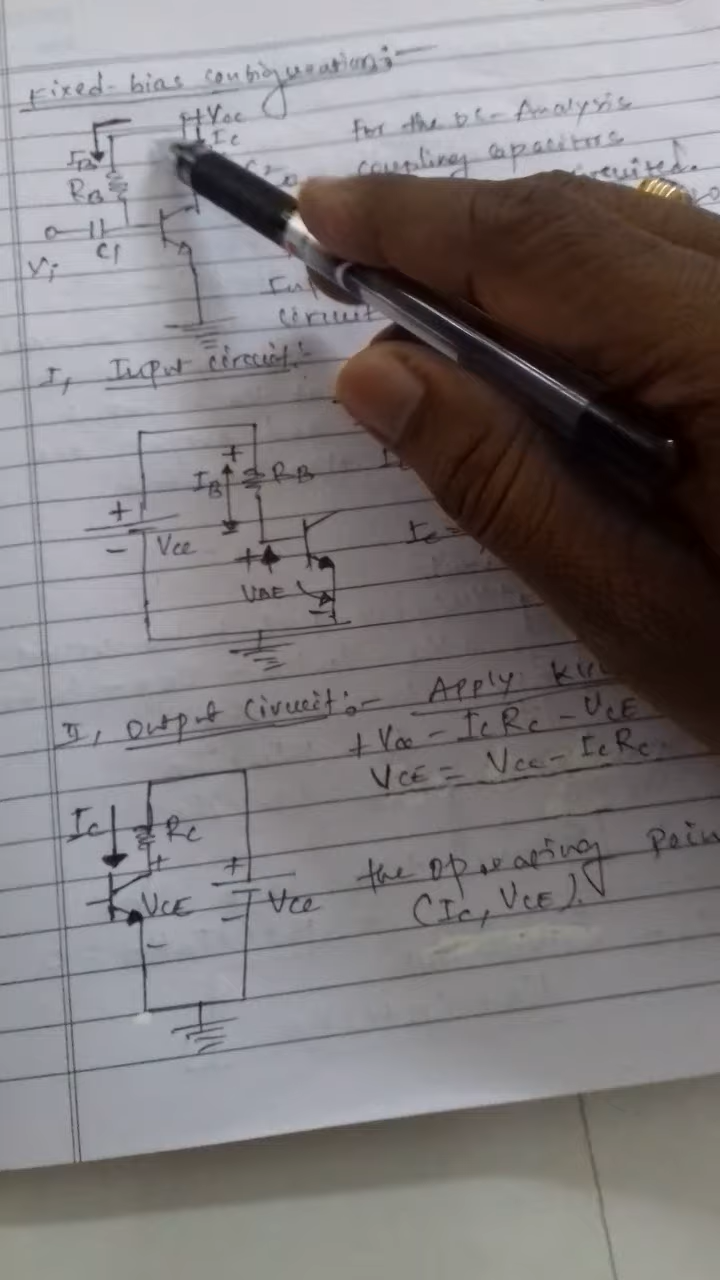 Fixed-bias configuration:-
+Vcc
IB
IC
RB
C2
C1
Vi
For the DC-Analysis
coupling capacitors
circuit
I, Input circuit:-
+
IB
RB
+
-
Vcc
+
VBE
-
II, Output Circuit:- Apply
+Vcc - IcRc - VCE
VCE = Vcc - IcRc.
Ic
Rc
+
VCE
-
+
-
Vcc
the operating
(Ic, VCE).